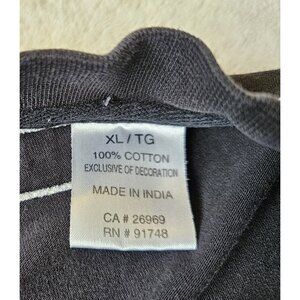 XL / TG
100% COTTON
EXCLUSIVE OF DECORATION
MADE IN INDIA
CA # 26969
RN # 91748